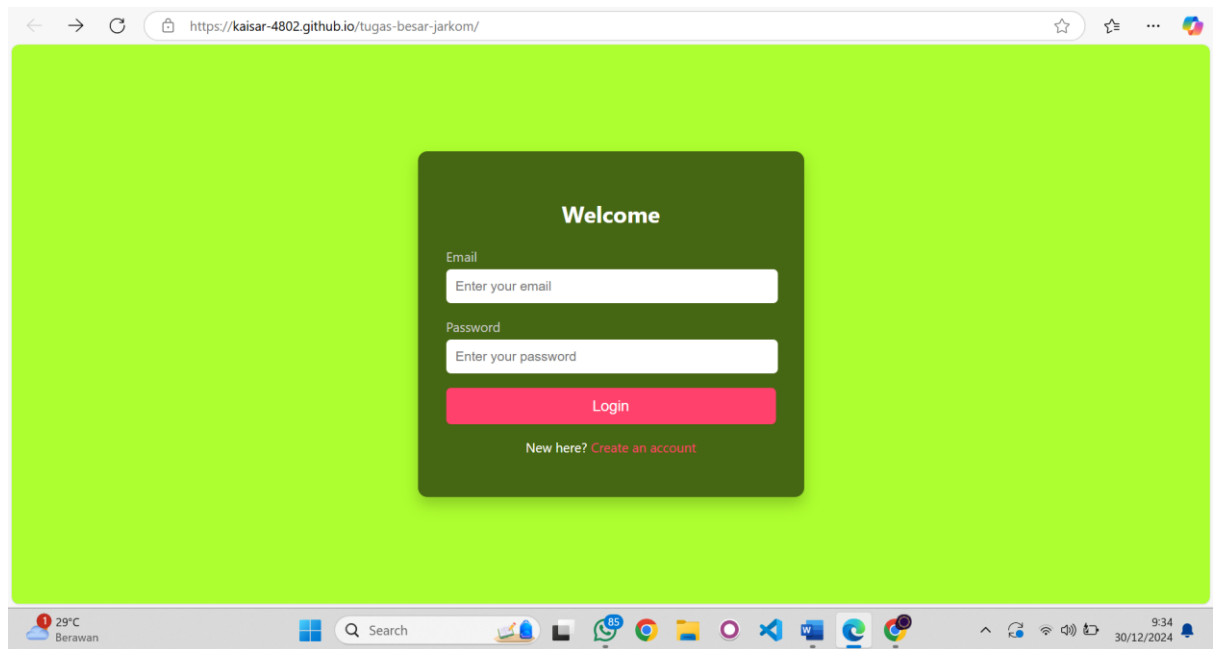 https://kaisar-4802.github.io/tugas-besar-jarkom/
Welcome
Email
Enter your email
Password
Enter your password
Login
New here? Create an account
1
29°C
Berawan
Search
85
9:34
30/12/2024